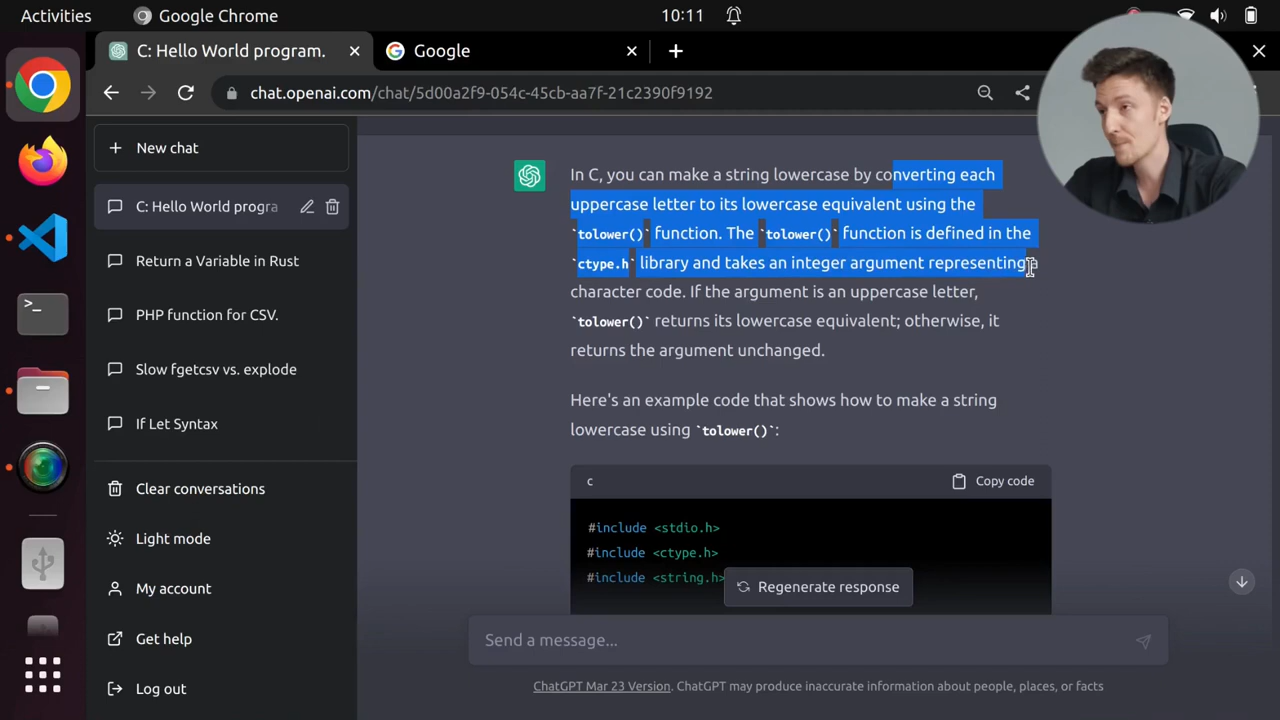 Activities
Google Chrome
10:11
C: Hello World program.
Google
chat.openai.com/chat/5d00a2f9-054c-45cb-aa7f-21c2390f9192
New chat
C: Hello World progra
Return a Variable in Rust
PHP function for CSV.
Slow fgetcsv vs. explode
If Let Syntax
Clear conversations
Light mode
My account
Get help
Log out
In C, you can make a string lowercase by converting each
uppercase letter to its lowercase equivalent using the
`tolower()` function. The `tolower()` function is defined in the
`ctype.h` library and takes an integer argument representing a
character code. If the argument is an uppercase letter,
`tolower()` returns its lowercase equivalent; otherwise, it
returns the argument unchanged.
Here's an example code that shows how to make a string
lowercase using `tolower()`:
c
Copy code
#include <stdio.h>
#include <ctype.h>
#include <string.h>
Regenerate response
Send a message...
ChatGPT Mar 23 Version. ChatGPT may produce inaccurate information about people, places, or facts